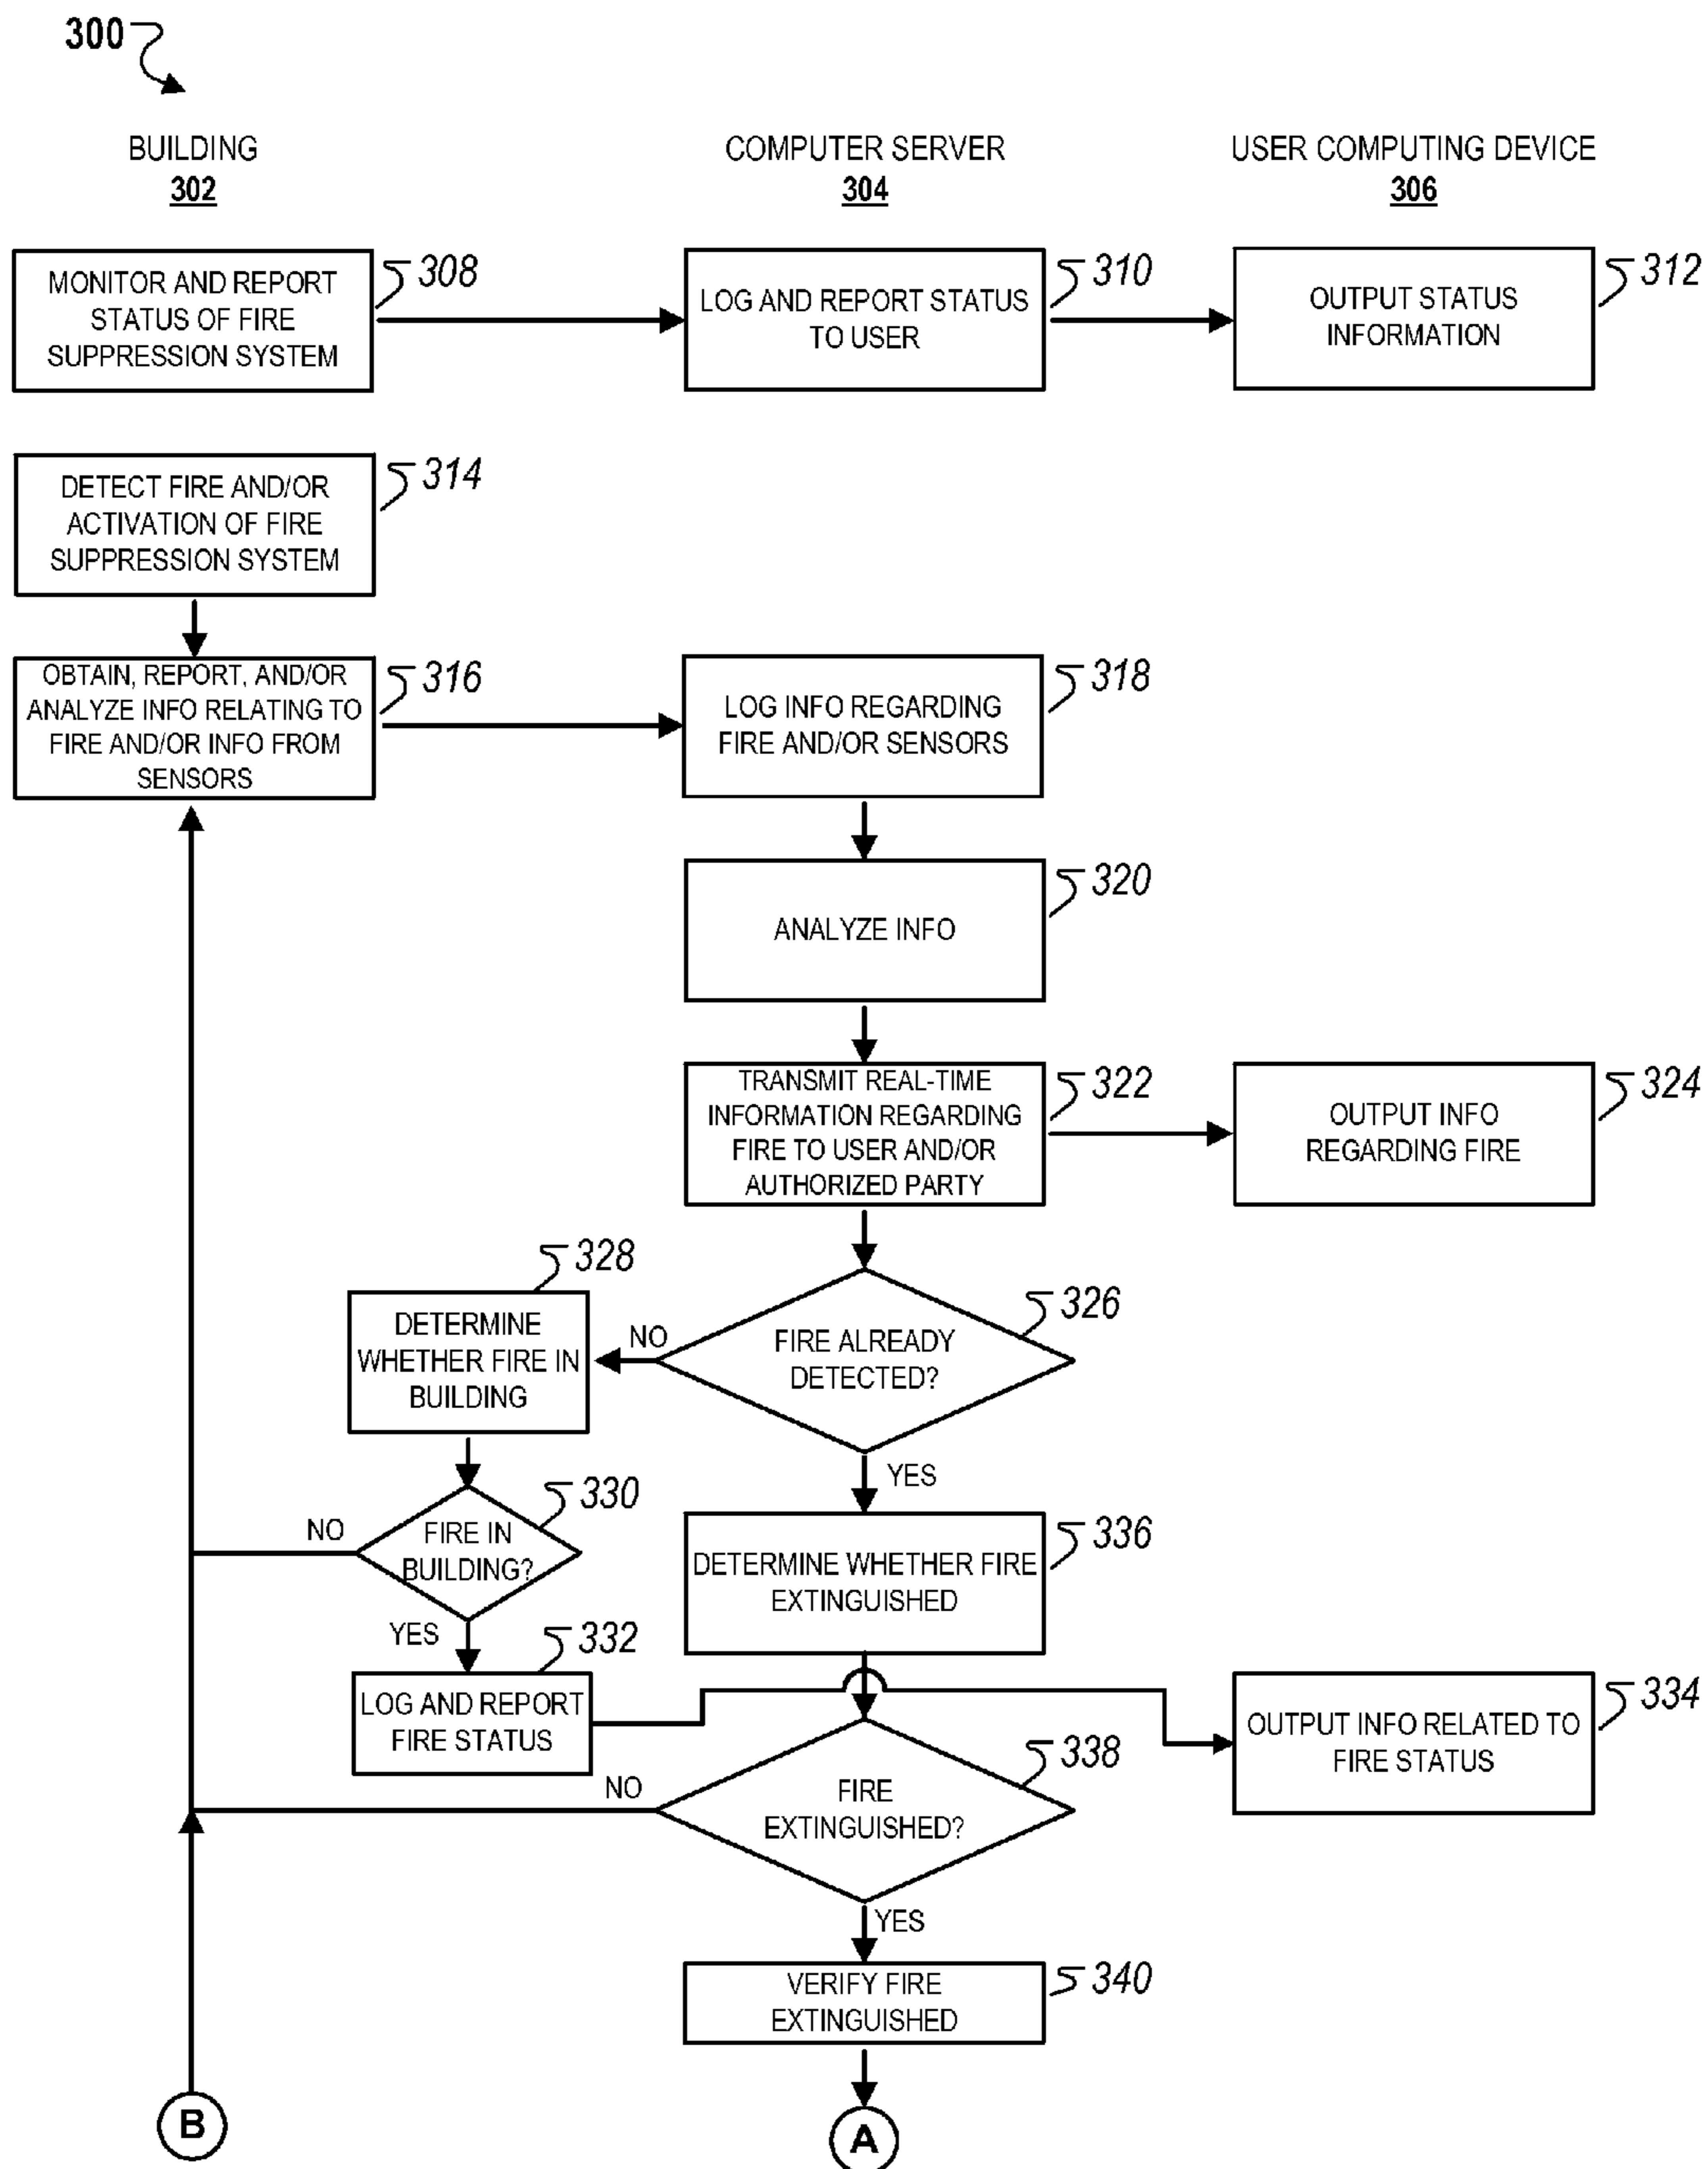 300
BUILDING
302
COMPUTER SERVER
304
USER COMPUTING DEVICE
306
MONITOR AND REPORT
STATUS OF FIRE
SUPPRESSION SYSTEM
308
LOG AND REPORT STATUS
TO USER
310
OUTPUT STATUS
INFORMATION
312
DETECT FIRE AND/OR
ACTIVATION OF FIRE
SUPPRESSION SYSTEM
314
OBTAIN, REPORT, AND/OR
ANALYZE INFO RELATING TO
FIRE AND/OR INFO FROM
SENSORS
316
LOG INFO REGARDING
FIRE AND/OR SENSORS
318
ANALYZE INFO
320
TRANSMIT REAL-TIME
INFORMATION REGARDING
FIRE TO USER AND/OR
AUTHORIZED PARTY
322
OUTPUT INFO
REGARDING FIRE
324
FIRE ALREADY
DETECTED?
326
NO
YES
DETERMINE
WHETHER FIRE IN
BUILDING
328
FIRE IN
BUILDING?
330
NO
YES
LOG AND REPORT
FIRE STATUS
332
OUTPUT INFO RELATED TO
FIRE STATUS
334
DETERMINE WHETHER FIRE
EXTINGUISHED
336
FIRE
EXTINGUISHED?
338
NO
YES
VERIFY FIRE
EXTINGUISHED
340
B
A